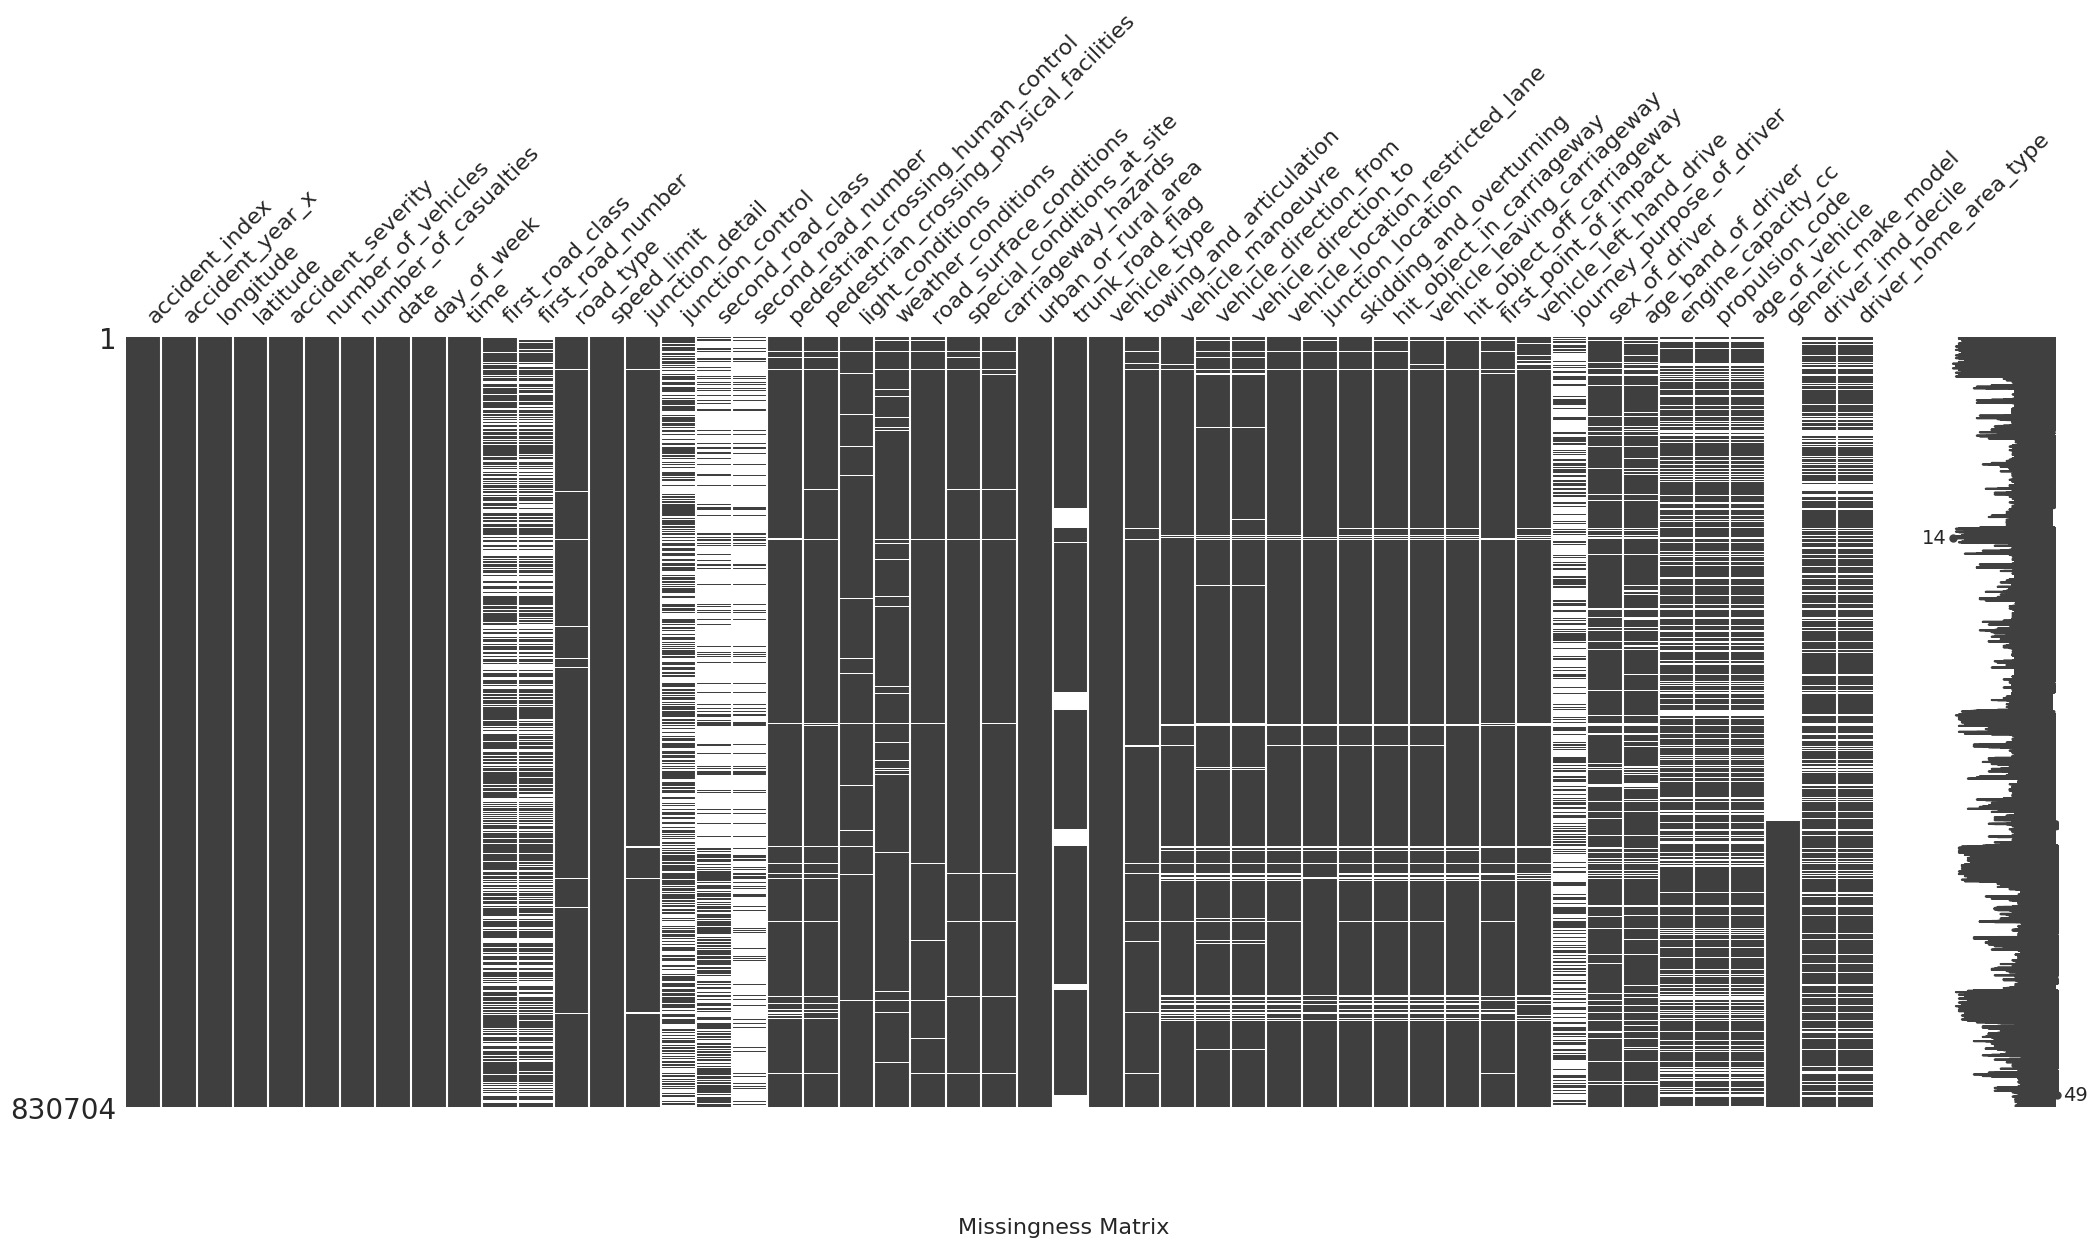 accident_index
accident_year_x
longitude
latitude
accident_severity
number_of_vehicles
number_of_casualties
date
day_of_week
time
first_road_class
first_road_number
road_type
speed_limit
junction_detail
junction_control
second_road_class
second_road_number
pedestrian_crossing_human_control
pedestrian_crossing_physical_facilities
light_conditions
weather_conditions
road_surface_conditions
special_conditions_at_site
carriageway_hazards
urban_or_rural_area
trunk_road_flag
vehicle_type
towing_and_articulation
vehicle_manoeuvre
vehicle_direction_from
vehicle_direction_to
vehicle_location_restricted_lane
junction_location
skidding_and_overturning
hit_object_in_carriageway
vehicle_leaving_carriageway
hit_object_off_carriageway
first_point_of_impact
vehicle_left_hand_drive
journey_purpose_of_driver
sex_of_driver
age_band_of_driver
engine_capacity_cc
propulsion_code
age_of_vehicle
generic_make_model
driver_imd_decile
driver_home_area_type
1
14
49
830704
Missingness Matrix